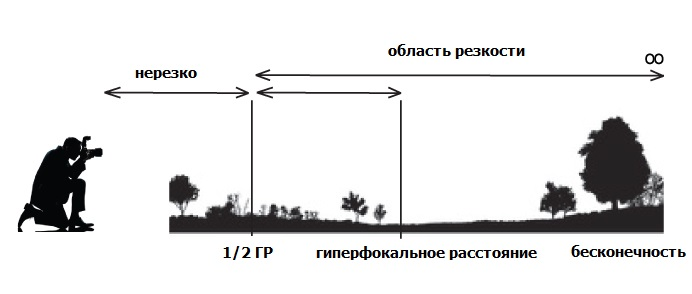 область резкости
∞
нерезко
1/2 ГР
гиперфокальное расстояние
бесконечность